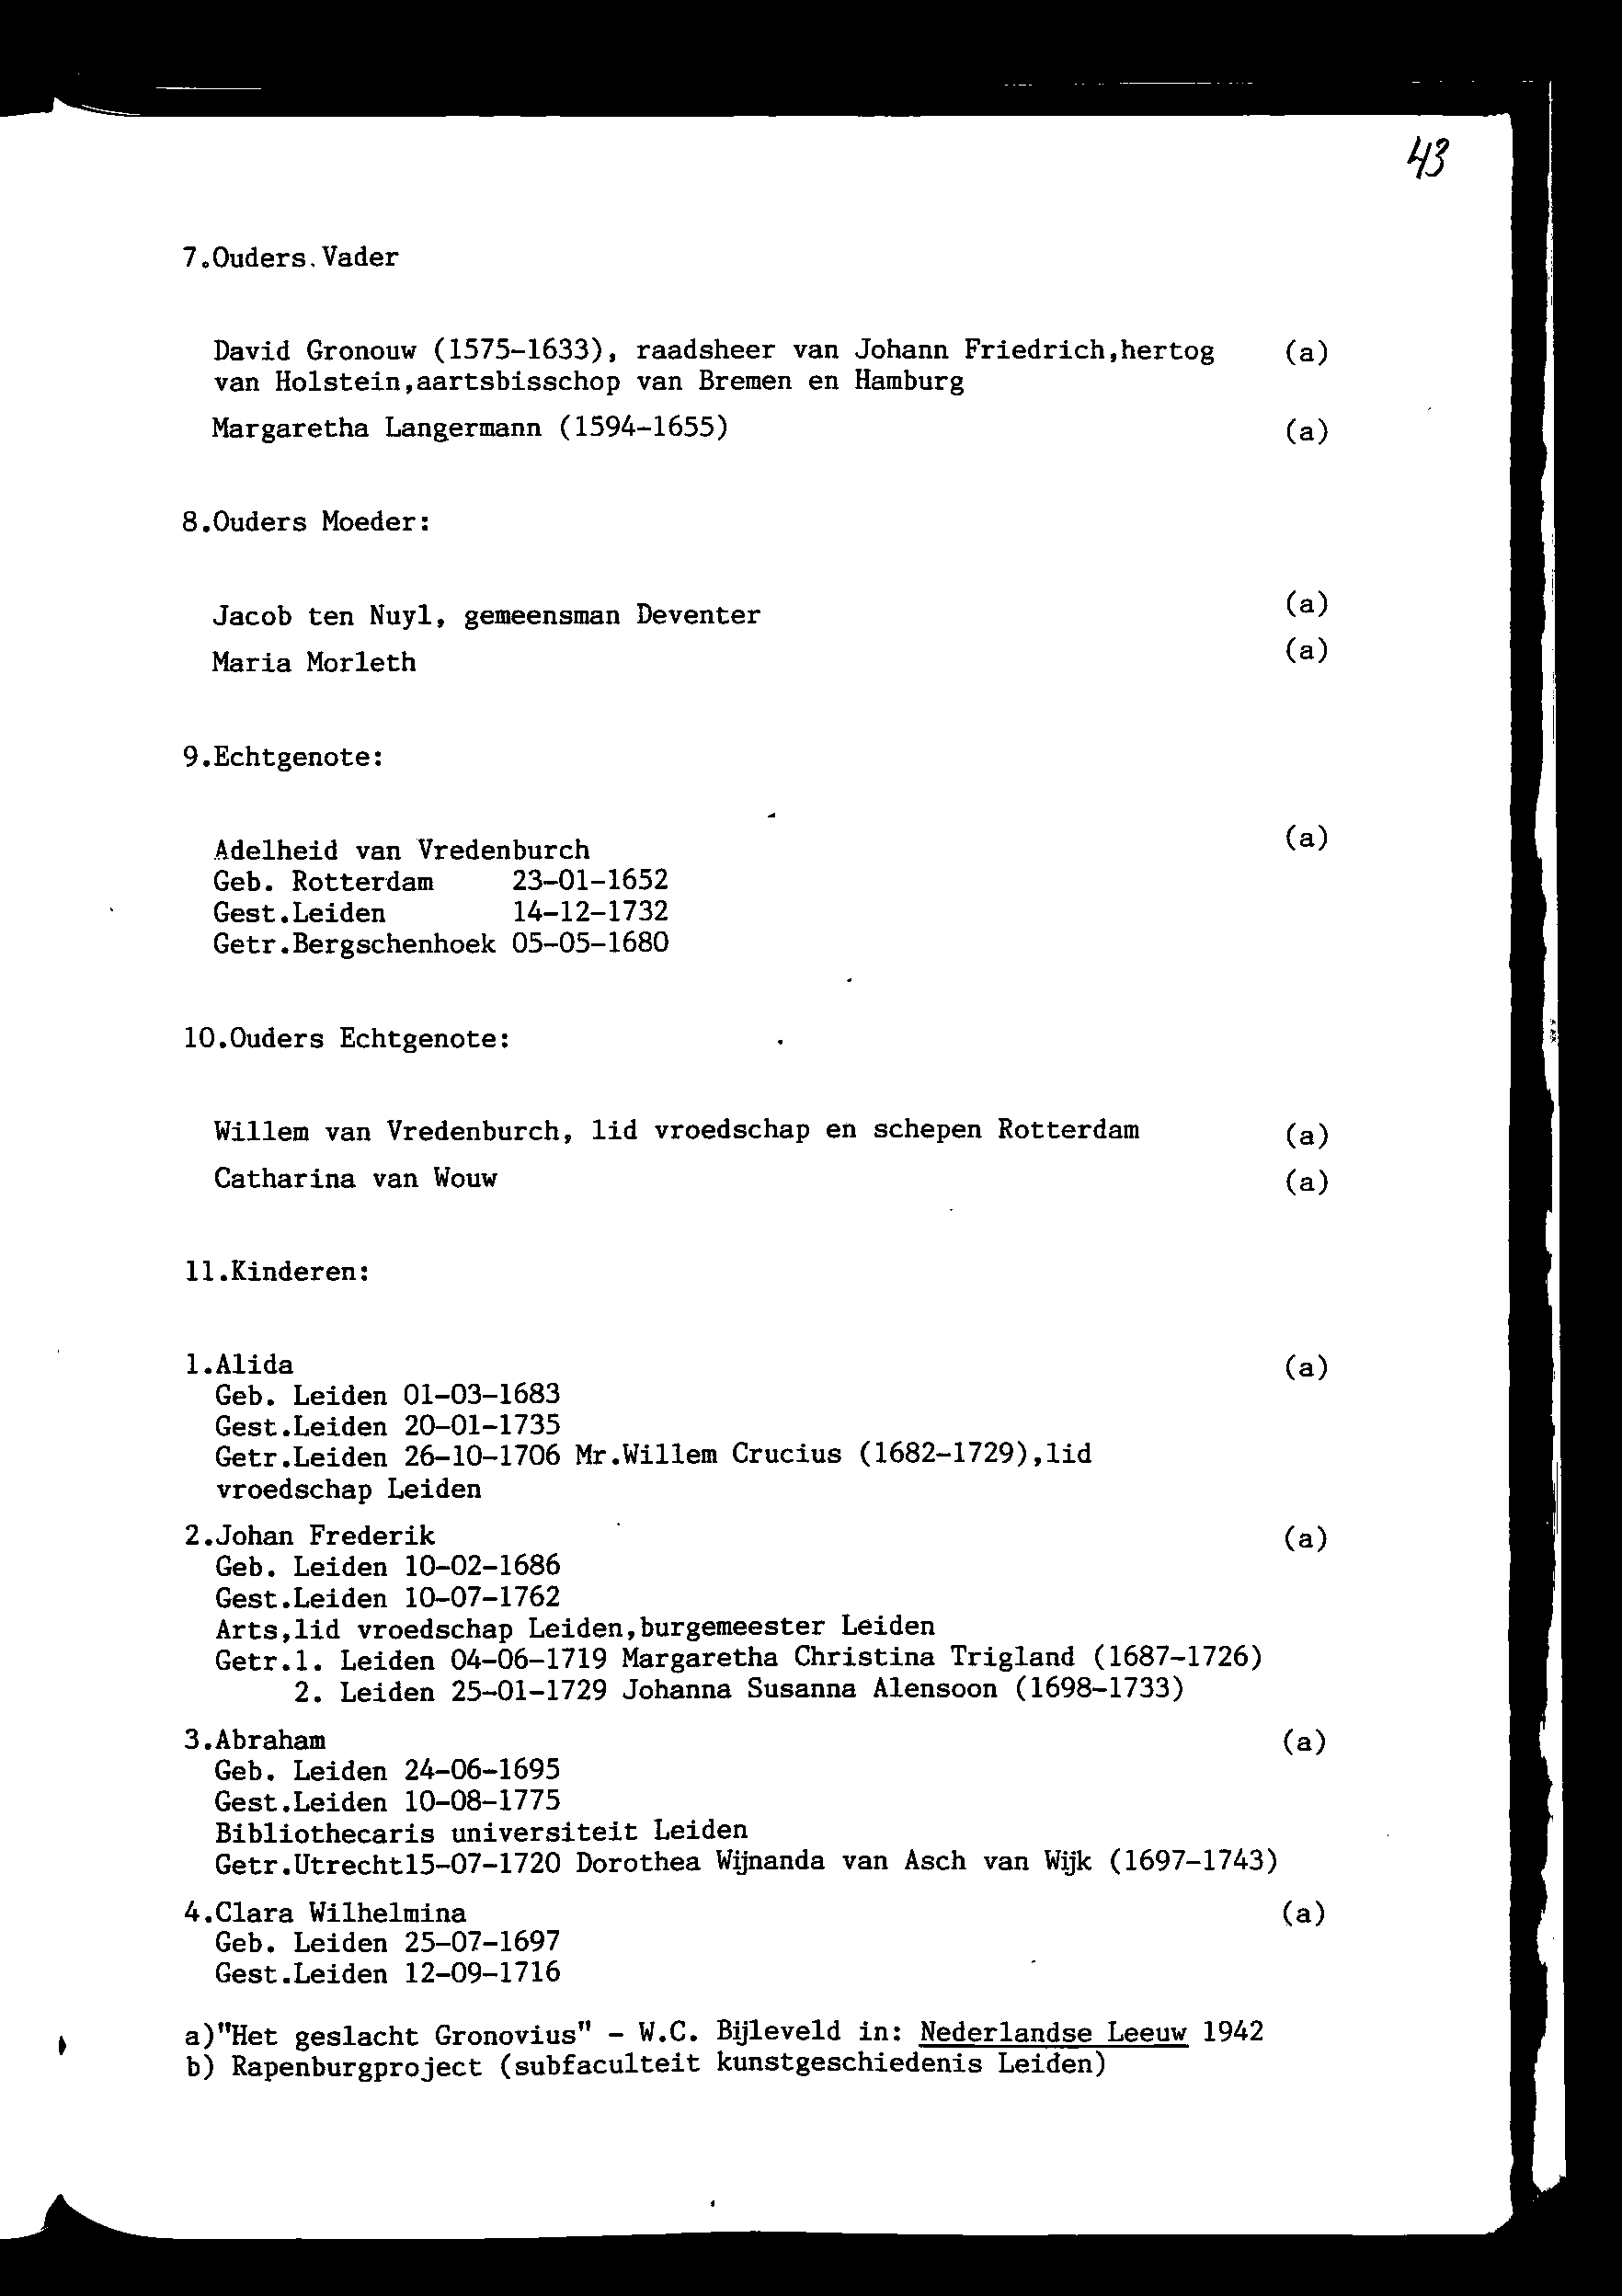 43
7.Ouders.Vader
David Gronouw (1575-1633), raadsheer van Johann Friedrich,hertog (a)
van Holstein,aartsbisschop van Bremen en Hamburg
Margaretha Langermann (1594-1655) (a)
8.Ouders Moeder:
Jacob ten Nuyl, gemeensman Deventer (a)
Maria Morleth (a)
9.Echtgenote:
Adelheid van Vredenburch (a)
Geb. Rotterdam 23-01-1652
Gest.Leiden 14-12-1732
Getr.Bergschenhoek 05-05-1680
10.Ouders Echtgenote:
Willem van Vredenburch, lid vroedschap en schepen Rotterdam (a)
Catharina van Wouw (a)
11.Kinderen:
1.Alida (a)
Geb. Leiden 01-03-1683
Gest.Leiden 20-01-1735
Getr.Leiden 26-10-1706 Mr.Willem Crucius (1682-1729),lid
vroedschap Leiden
2.Johan Frederik (a)
Geb. Leiden 10-02-1686
Gest.Leiden 10-07-1762
Arts,lid vroedschap Leiden,burgemeester Leiden
Getr.1. Leiden 04-06-1719 Margaretha Christina Trigland (1687-1726)
2. Leiden 25-01-1729 Johanna Susanna Alensoon (1698-1733)
3.Abraham (a)
Geb. Leiden 24-06-1695
Gest.Leiden 10-08-1775
Bibliothecaris universiteit Leiden
Getr.Utrecht15-07-1720 Dorothea Wijnanda van Asch van Wijk (1697-1743)
4.Clara Wilhelmina (a)
Geb. Leiden 25-07-1697
Gest.Leiden 12-09-1716
a)"Het geslacht Gronovius" - W.C. Bijleveld in: Nederlandse Leeuw 1942
b) Rapenburgproject (subfaculteit kunstgeschiedenis Leiden)